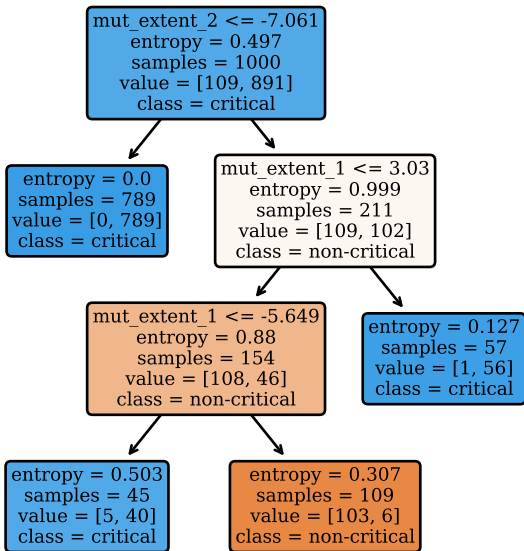 mut_extent_2 <= -7.061
entropy = 0.497
samples = 1000
value = [109, 891]
class = critical
entropy = 0.0
samples = 789
value = [0, 789]
class = critical
mut_extent_1 <= 3.03
entropy = 0.999
samples = 211
value = [109, 102]
class = non-critical
mut_extent_1 <= -5.649
entropy = 0.88
samples = 154
value = [108, 46]
class = non-critical
entropy = 0.127
samples = 57
value = [1, 56]
class = critical
entropy = 0.503
samples = 45
value = [5, 40]
class = critical
entropy = 0.307
samples = 109
value = [103, 6]
class = non-critical